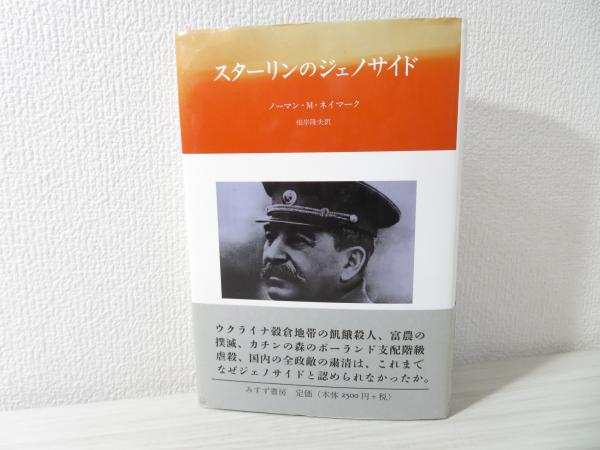 スターリンのジェノサイド
ノーマン・M・ネイマーク
根岸隆夫訳
ウクライナ穀倉地帯の飢餓殺人、富農の
撲滅、カチンの森のポーランド支配階級
虐殺、国内の全政敵の粛清は、これまで
なぜジェノサイドと認められなかったか。
みすず書房 定価（本体 2500 円+税）